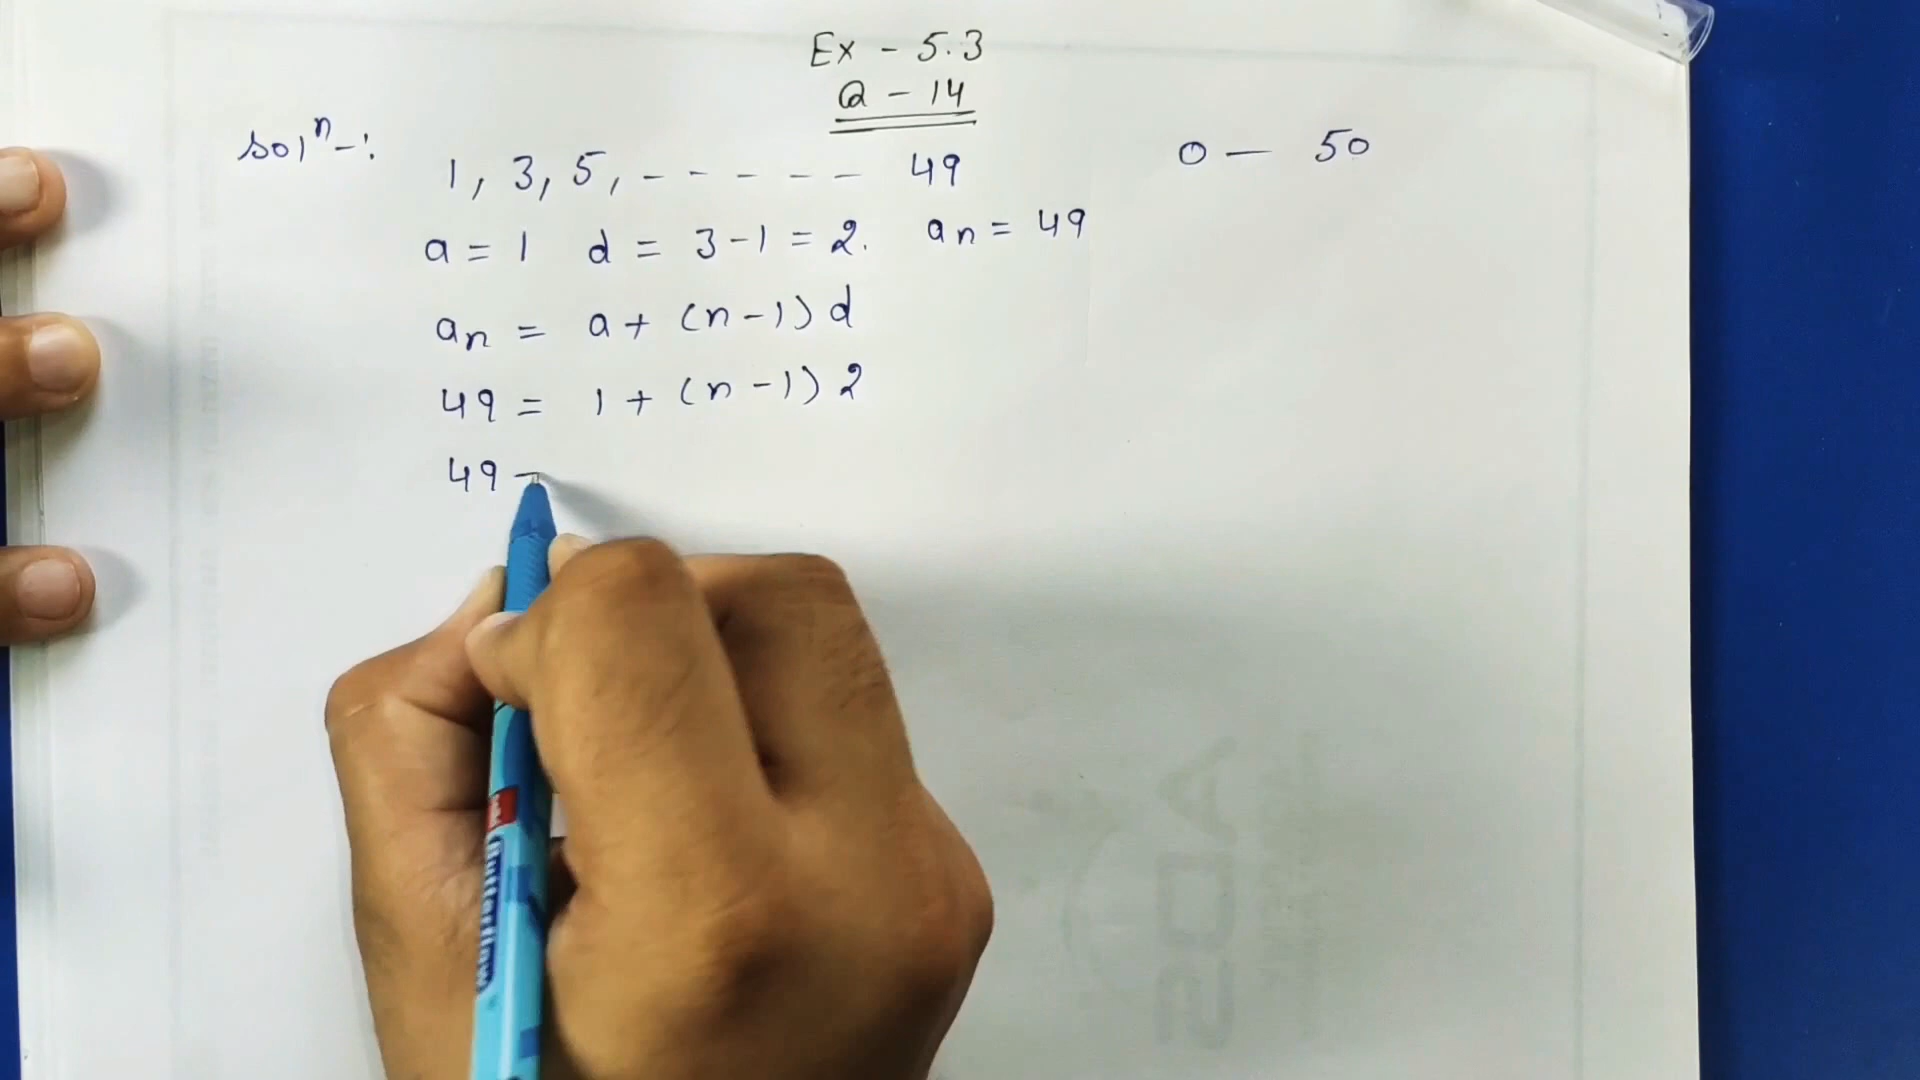 Ex - 5.3
Q - 14
solⁿ-:
1, 3, 5, - - - - - 49
0 — 50
a = 1 d = 3-1 = 2. an = 49
an = a + (n-1) d
49 = 1 + (n-1) 2
49 -
Butterflow